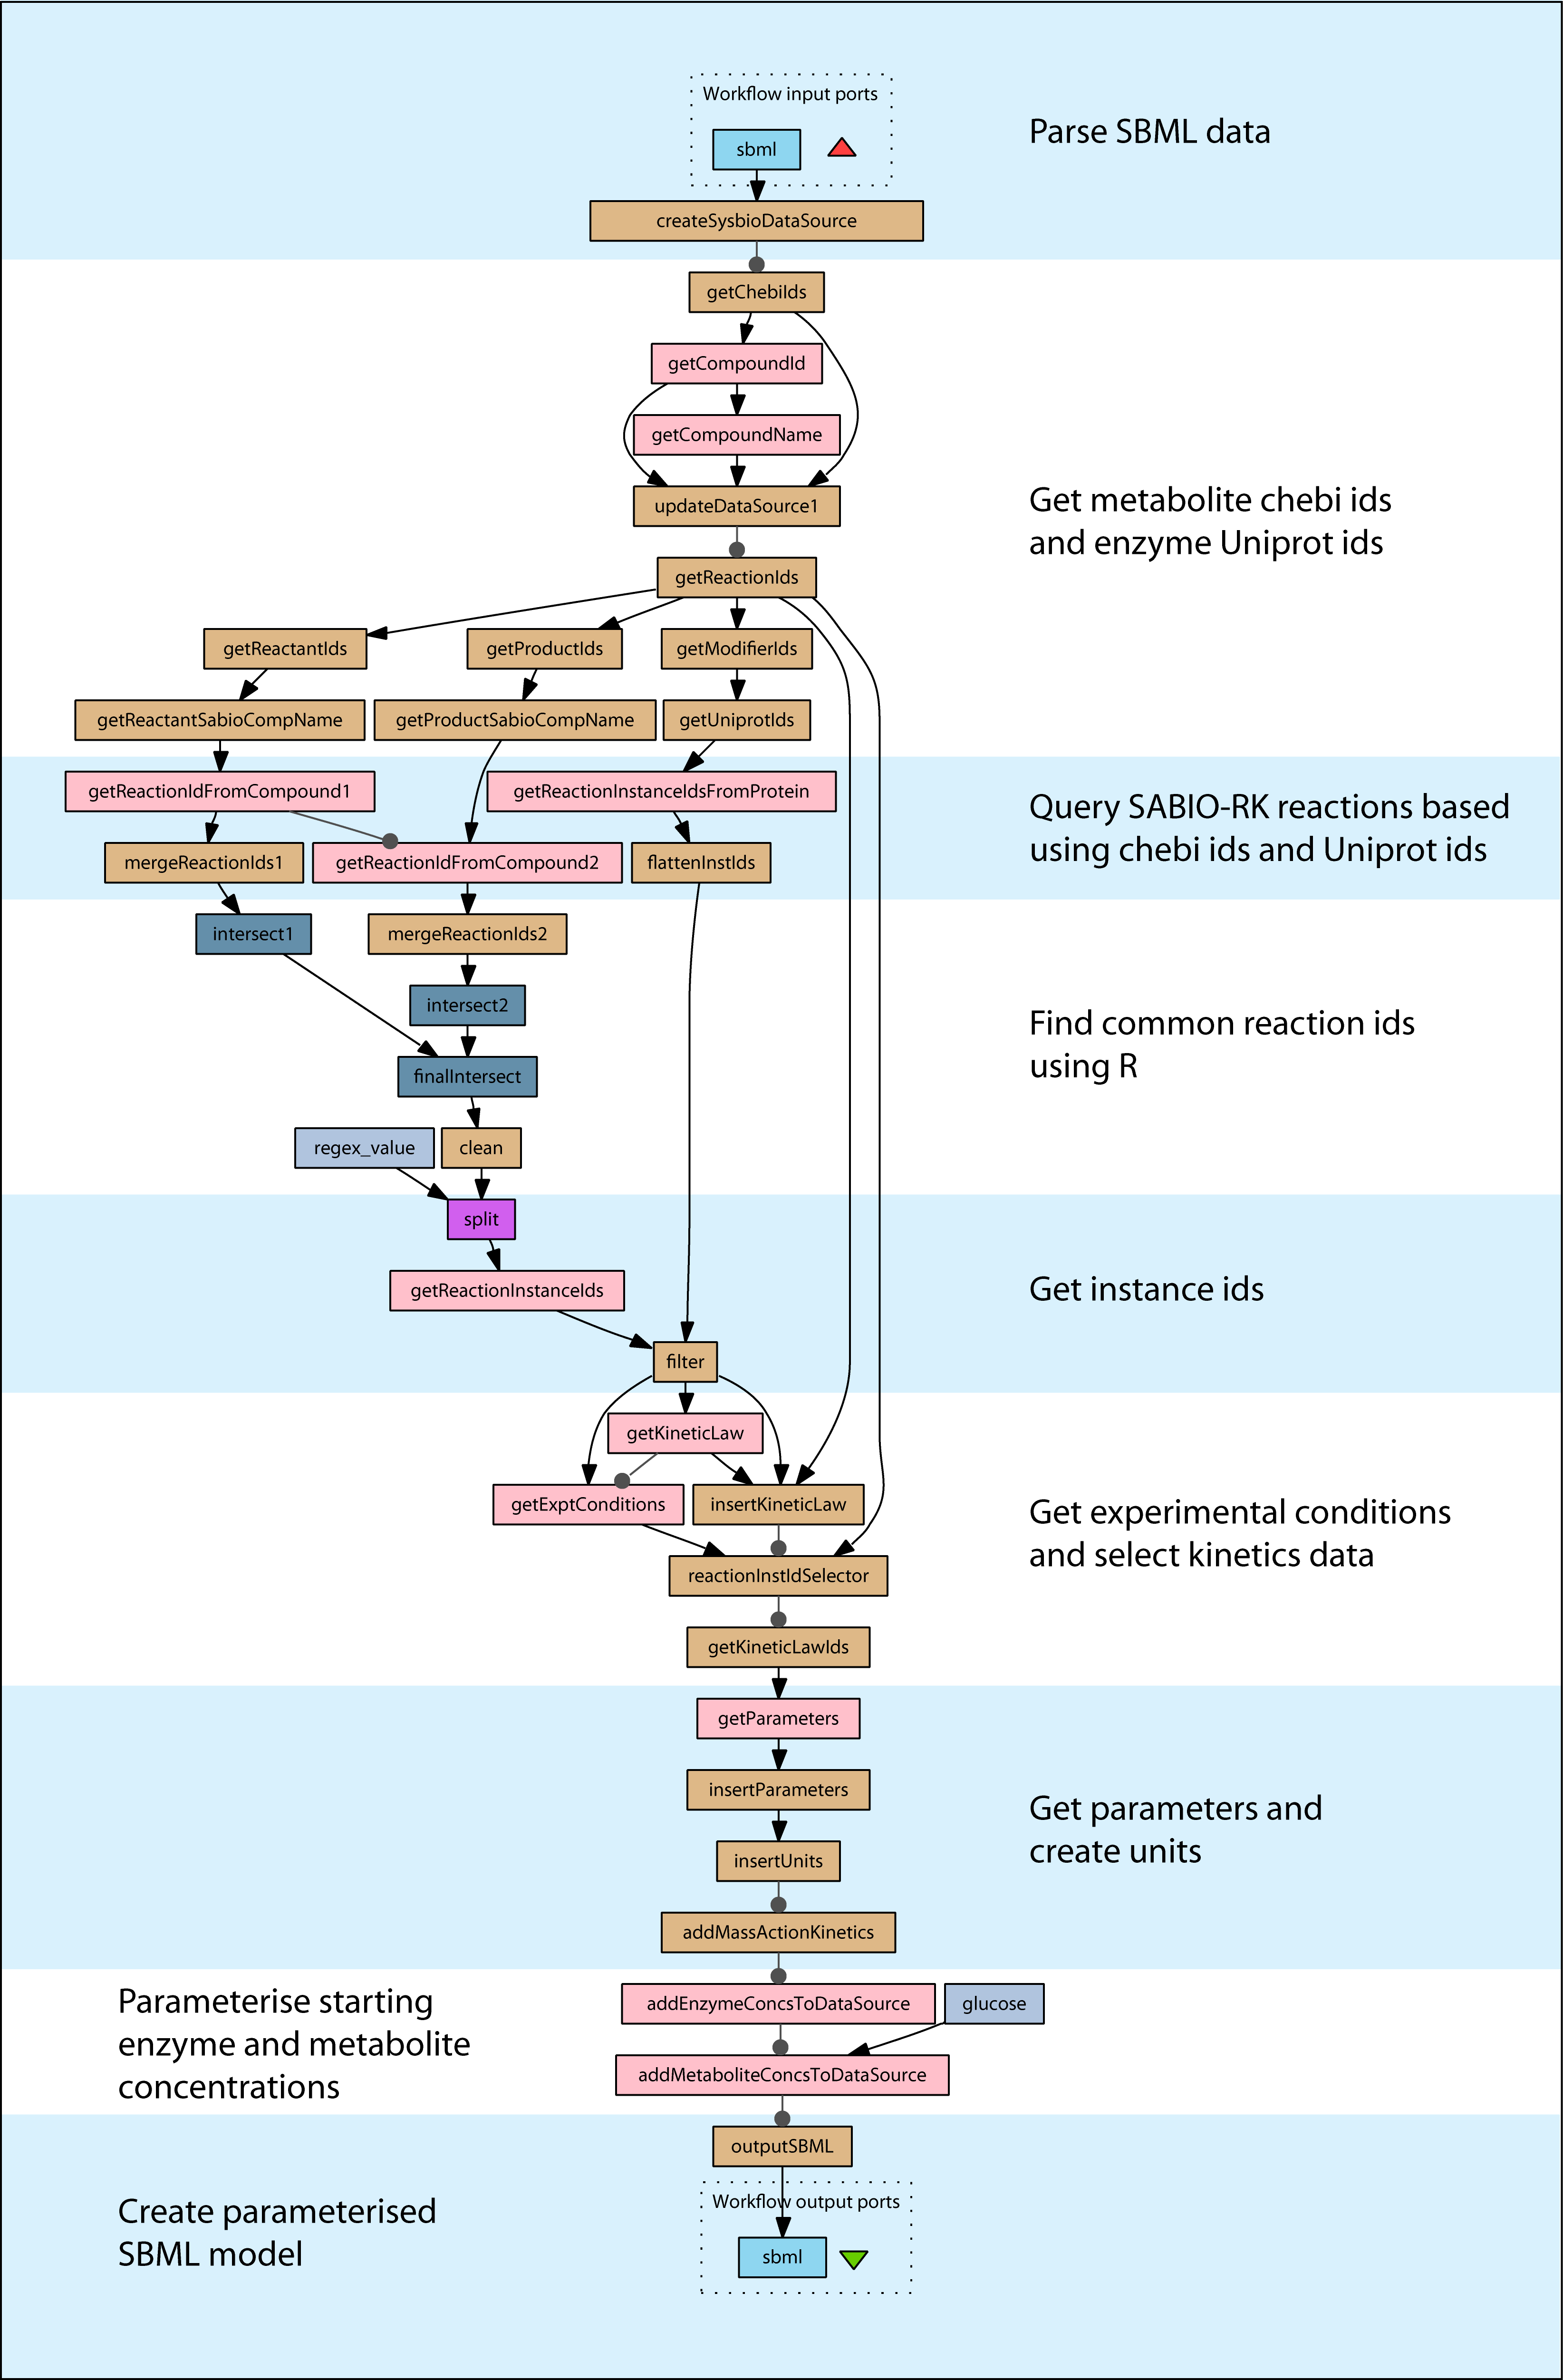 Workflow input ports
sbml
Parse SBML data
createSysbioDataSource
getChebiIds
getCompoundId
getCompoundName
updateDataSource1
Get metabolite chebi ids
and enzyme Uniprot ids
getReactionIds
getReactantIds
getProductIds
getModifierIds
getReactantSabioCompName
getProductSabioCompName
getUniprotIds
getReactionIdFromCompound1
getReactionInstanceIdsFromProtein
Query SABIO-RK reactions based
using chebi ids and Uniprot ids
mergeReactionIds1
getReactionIdFromCompound2
flattenInstIds
intersect1
mergeReactionIds2
intersect2
Find common reaction ids
using R
finalIntersect
regex_value
clean
split
getReactionInstanceIds
Get instance ids
filter
getKineticLaw
getExptConditions
insertKineticLaw
Get experimental conditions
and select kinetics data
reactionInstIdSelector
getKineticLawIds
getParameters
insertParameters
Get parameters and
create units
insertUnits
addMassActionKinetics
Parameterise starting
enzyme and metabolite
concentrations
addEnzymeConcsToDataSource
glucose
addMetaboliteConcsToDataSource
outputSBML
Create parameterised
SBML model
Workflow output ports
sbml